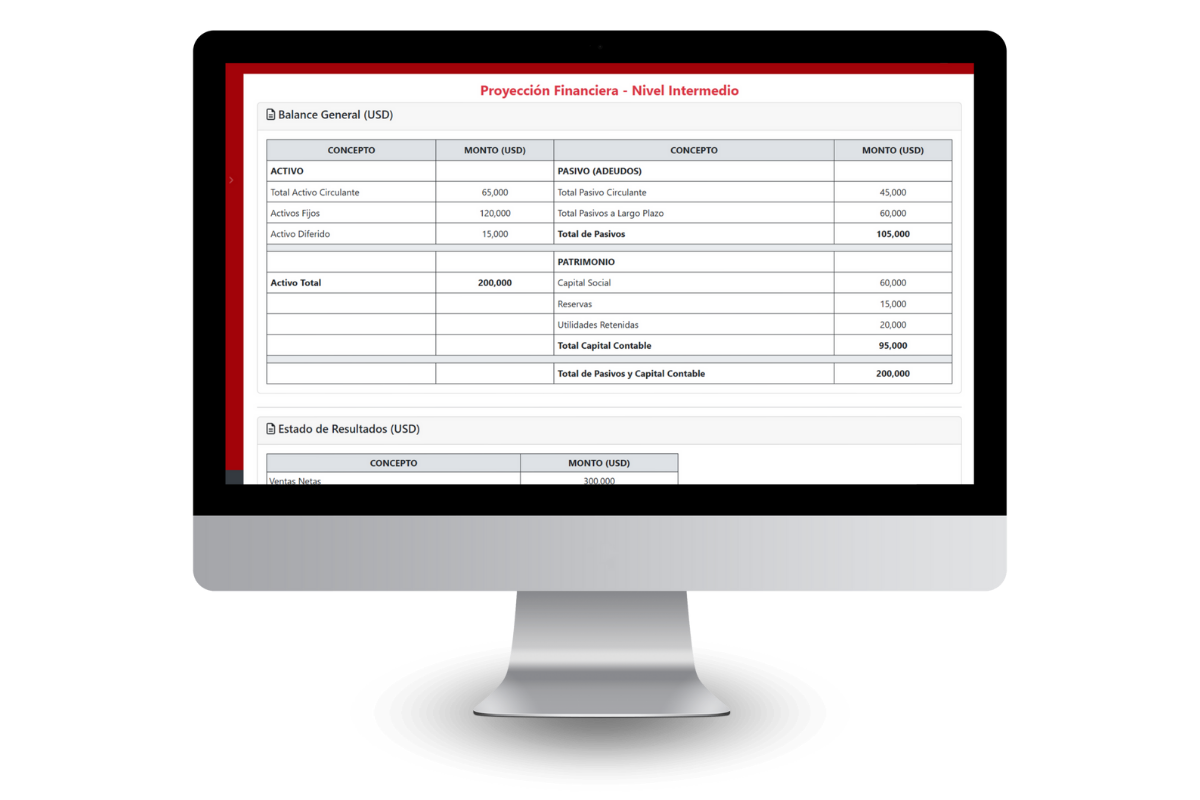 Proyección Financiera - Nivel Intermedio
Balance General (USD)
CONCEPTO MONTO (USD) CONCEPTO MONTO (USD)
ACTIVO PASIVO (ADEUDOS)
Total Activo Circulante 65,000 Total Pasivo Circulante 45,000
Activos Fijos 120,000 Total Pasivos a Largo Plazo 60,000
Activo Diferido 15,000 Total de Pasivos 105,000
PATRIMONIO
Activo Total 200,000 Capital Social 60,000
Reservas 15,000
Utilidades Retenidas 20,000
Total Capital Contable 95,000
Total de Pasivos y Capital Contable 200,000
Estado de Resultados (USD)
CONCEPTO MONTO (USD)
Ventas Netas 300,000